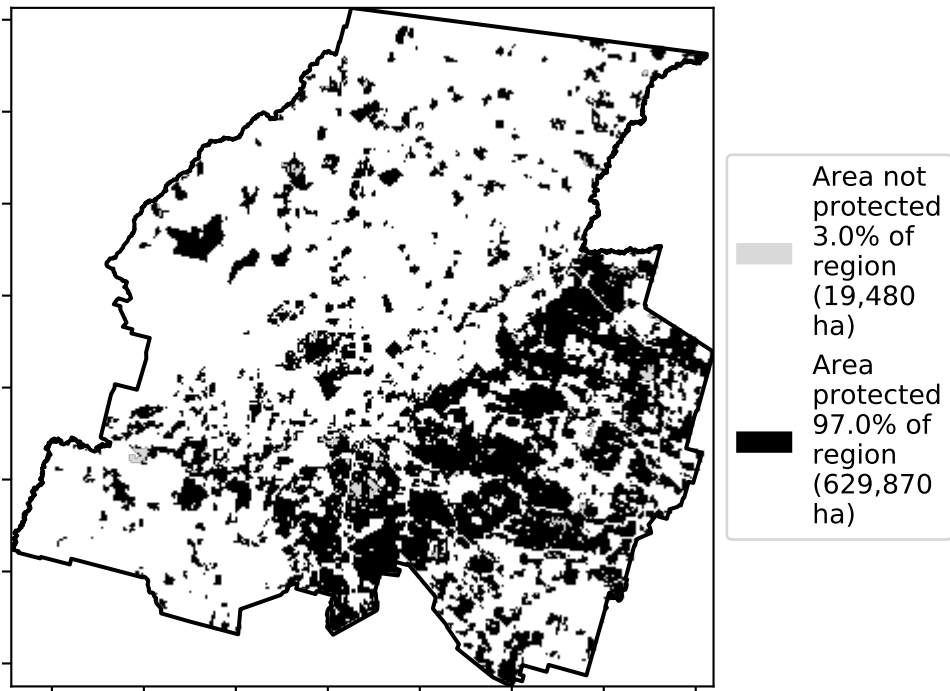 Area not
protected
3.0% of
region
(19,480
ha)
Area
protected
97.0% of
region
(629,870
ha)